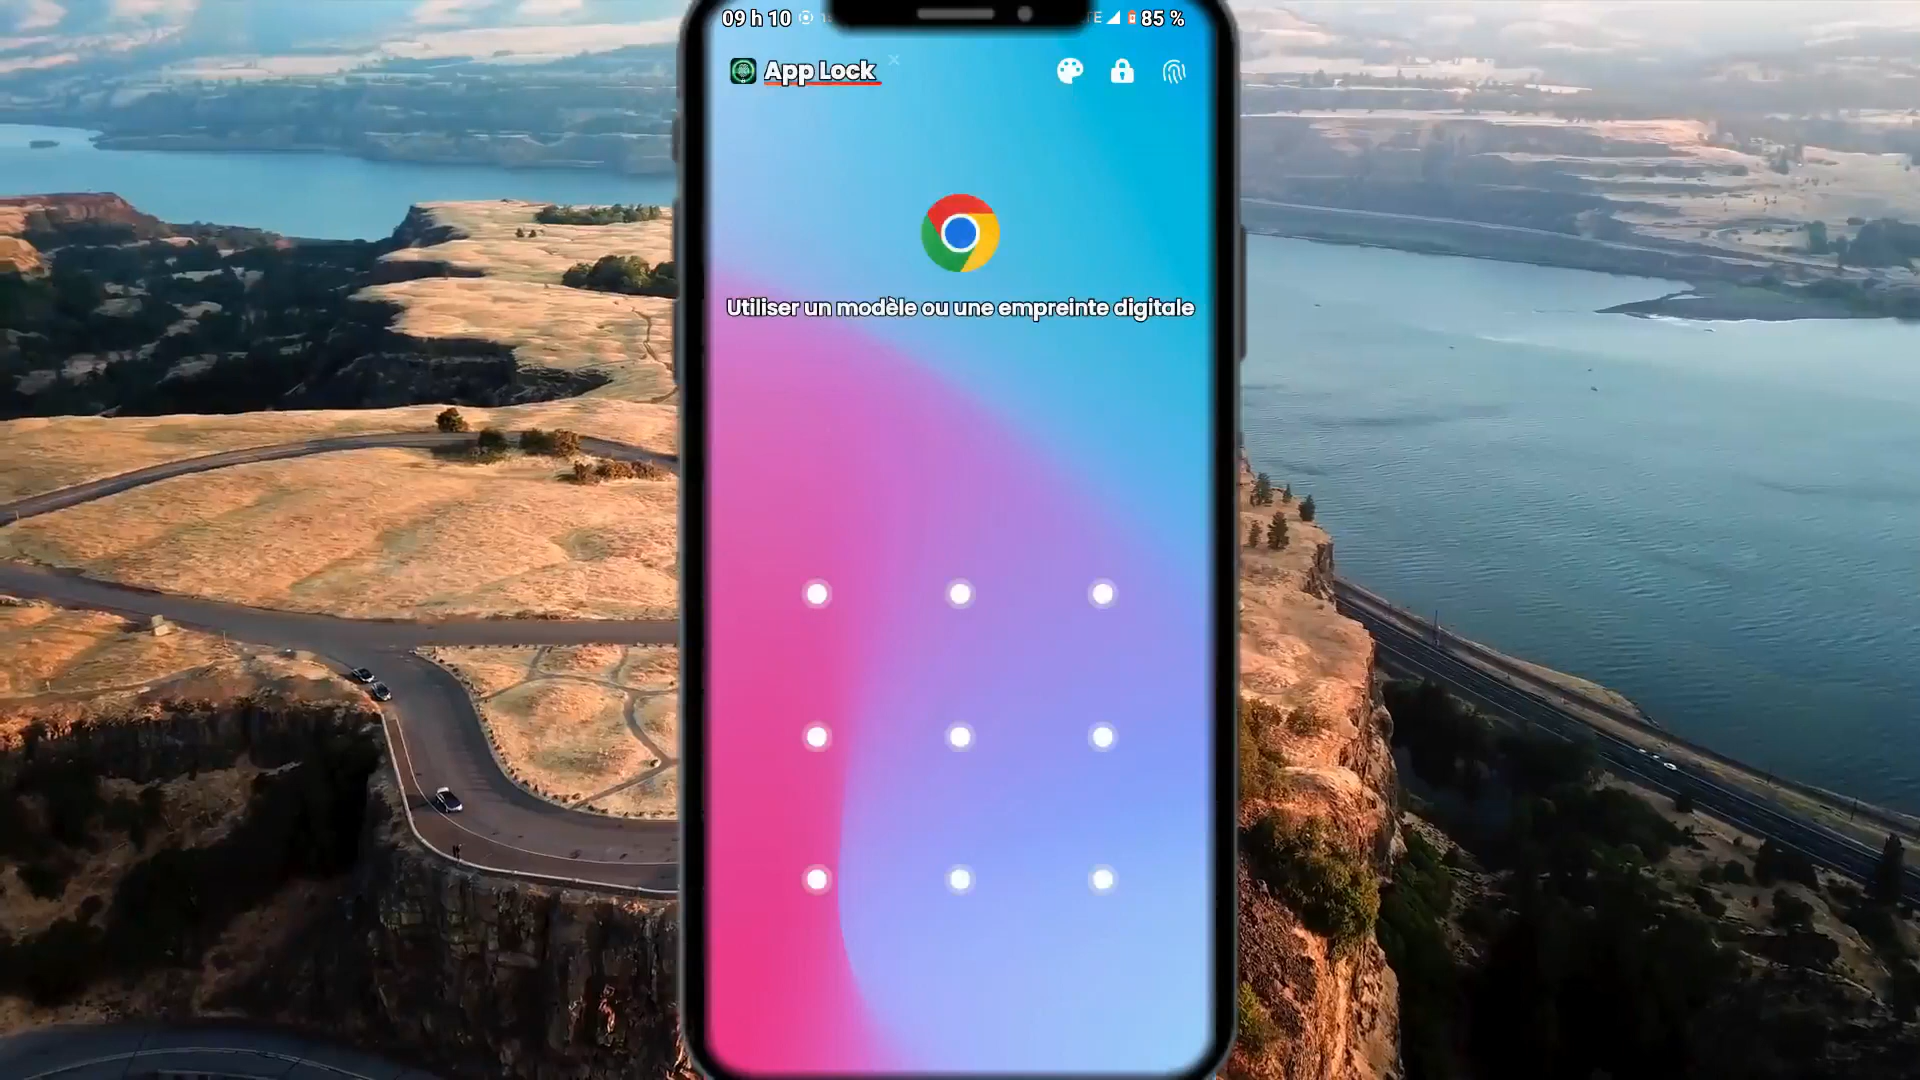 09 h 10
85 %
App Lock
Utiliser un modèle ou une empreinte digitale